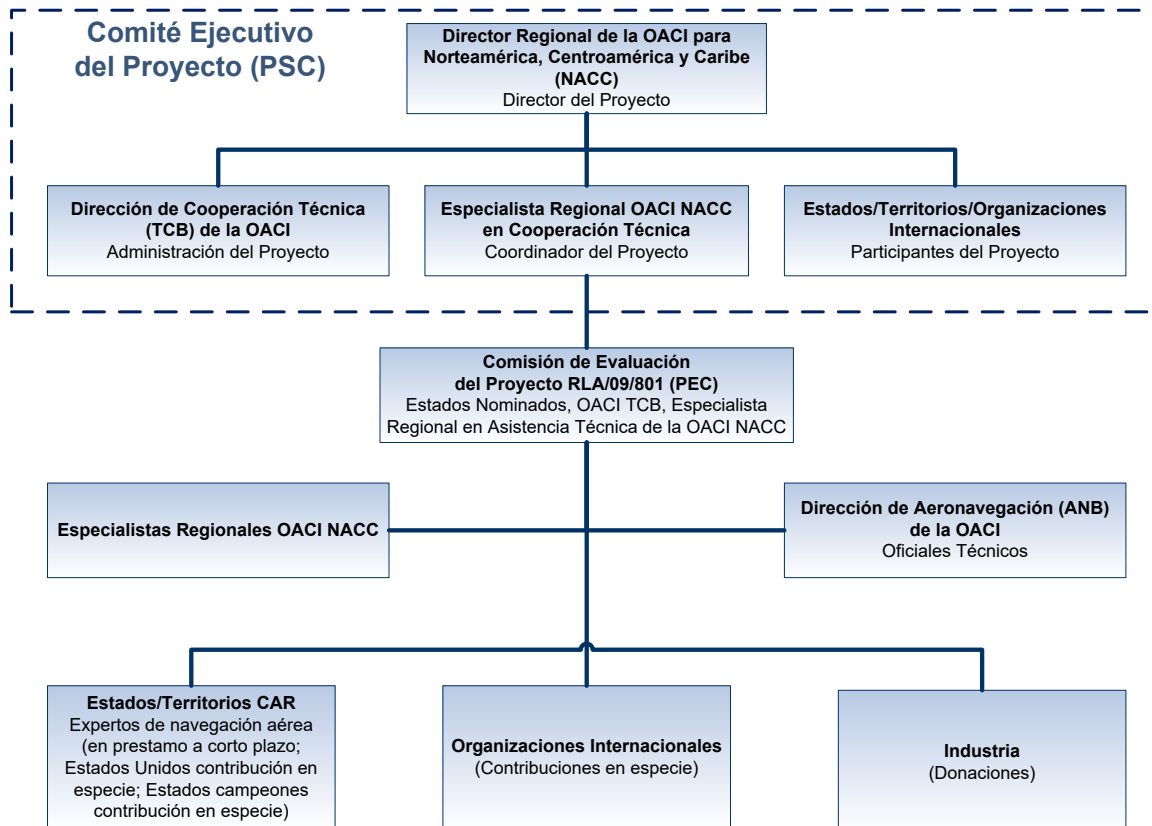 Comité Ejecutivo
del Proyecto (PSC)
Director Regional de la OACI para
Norteamérica, Centroamérica y Caribe
(NACC)
Director del Proyecto
Dirección de Cooperación Técnica
(TCB) de la OACI
Administración del Proyecto
Especialista Regional OACI NACC
en Cooperación Técnica
Coordinador del Proyecto
Estados/Territorios/Organizaciones
Internacionales
Participantes del Proyecto
Comisión de Evaluación
del Proyecto RLA/09/801 (PEC)
Estados Nominados, OACI TCB, Especialista
Regional en Asistencia Técnica de la OACI NACC
Especialistas Regionales OACI NACC
Dirección de Aeronavegación (ANB)
de la OACI
Oficiales Técnicos
Estados/Territorios CAR
Expertos de navegación aérea
(en prestamo a corto plazo;
Estados Unidos contribución en
especie; Estados campeones
contribución en especie)
Organizaciones Internacionales
(Contribuciones en especie)
Industria
(Donaciones)